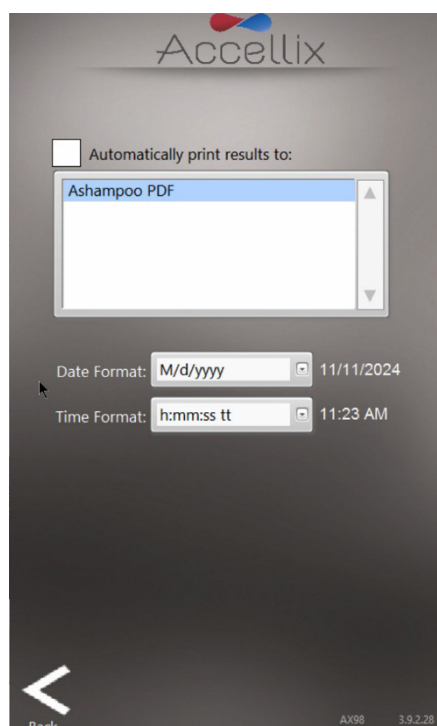 Accellix
Automatically print results to:
Ashampoo PDF
Date Format: M/d/yyyy 11/11/2024
Time Format: h:mm:ss tt 11:23 AM
Back
AX98 3.9.2.28